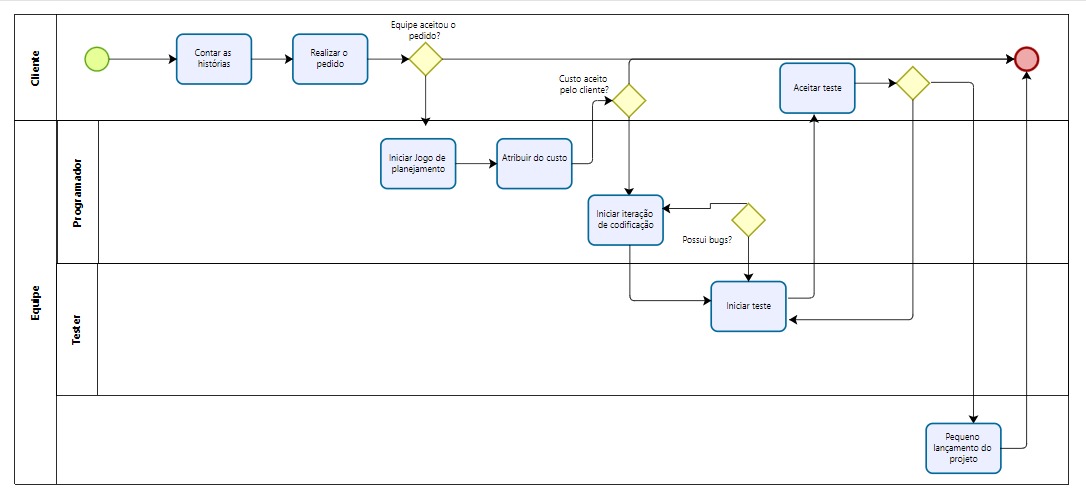 Cliente
Equipe
Programador
Tester
Contar as
histórias
Realizar o
pedido
Equipe aceitou o
pedido?
Custo aceito
pelo cliente?
Aceitar teste
Iniciar Jogo de
planejamento
Atribuir do custo
Iniciar iteração
de codificação
Possui bugs?
Iniciar teste
Pequeno
lançamento do
projeto